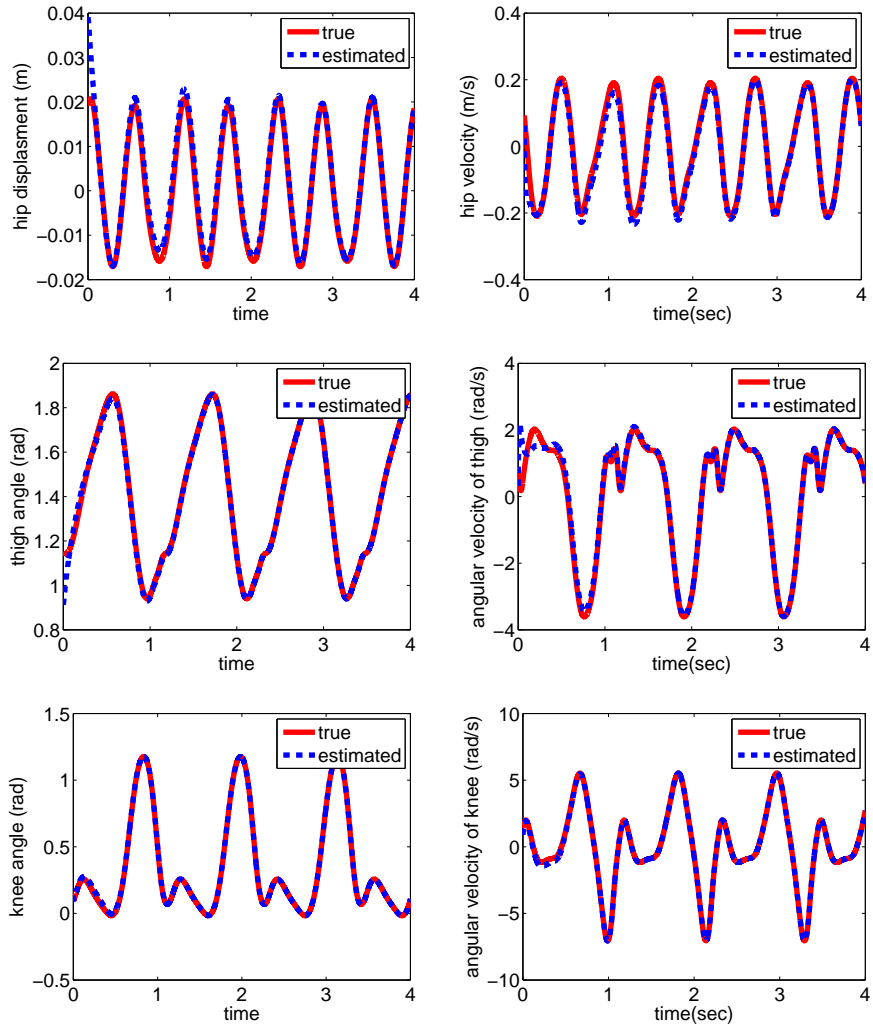 0.04
0.03
0.02
0.01
0
−0.01
−0.02
hip displasment (m)
true
estimated
0 1 2 3 4
time
0.4
0.2
0
−0.2
−0.4
hip velocity (m/s)
true
estimated
0 1 2 3 4
time(sec)
2
1.8
1.6
1.4
1.2
1
0.8
thigh angle (rad)
true
estimated
0 1 2 3 4
time
4
2
0
−2
−4
angular velocity of thigh (rad/s)
true
estimated
0 1 2 3 4
time(sec)
1.5
1
0.5
0
−0.5
knee angle (rad)
true
estimated
0 1 2 3 4
time
10
5
0
−5
−10
angular velocity of knee (rad/s)
true
estimated
0 1 2 3 4
time(sec)